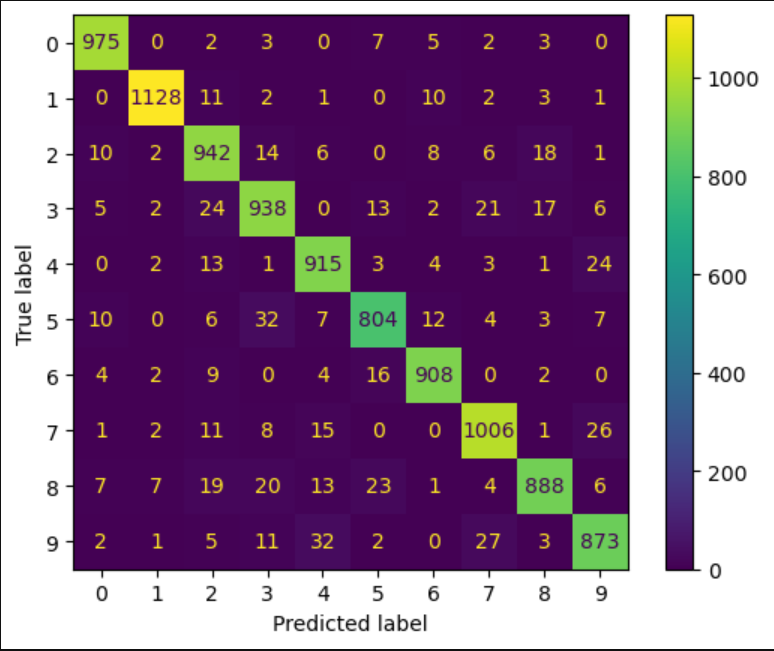 0 975 0 2 3 0 7 5 2 3 0
1 0 1128 11 2 1 0 10 2 3 1
2 10 2 942 14 6 0 8 6 18 1
3 5 2 24 938 0 13 2 21 17 6
4 0 2 13 1 915 3 4 3 1 24
5 10 0 6 32 7 804 12 4 3 7
6 4 2 9 0 4 16 908 0 2 0
7 1 2 11 8 15 0 0 1006 1 26
8 7 7 19 20 13 23 1 4 888 6
9 2 1 5 11 32 2 0 27 3 873
0 1 2 3 4 5 6 7 8 9
Predicted label
True label
1000
800
600
400
200
0